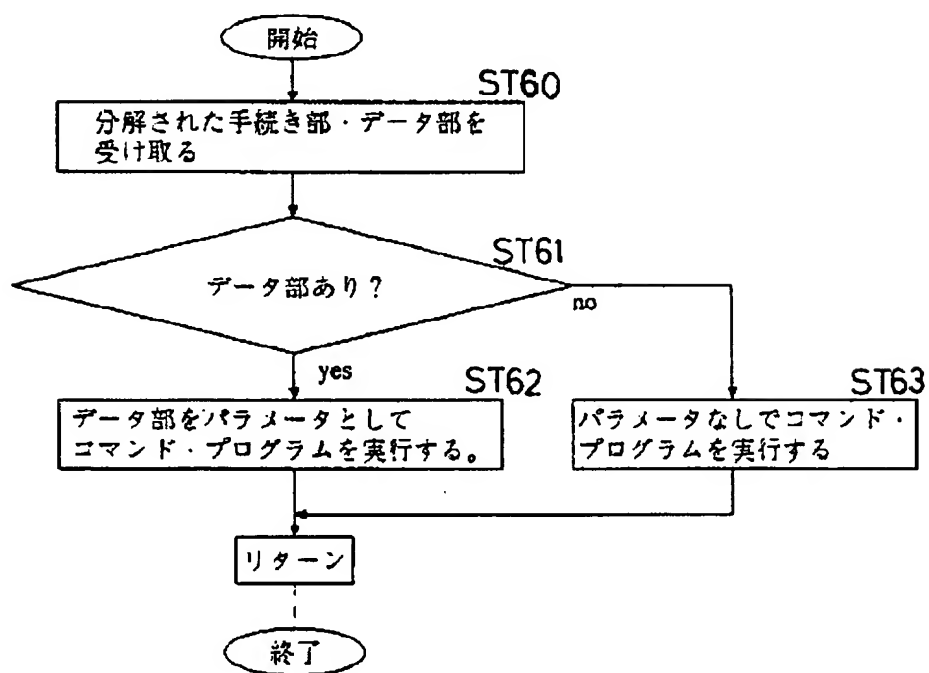 開始
ST60
分解された手続き部・データ部を
受け取る
ST61
データ部あり?
no
yes
ST62
データ部をパラメータとして
コマンド・プログラムを実行する。
ST63
パラメータなしでコマンド・
プログラムを実行する
リターン
終了